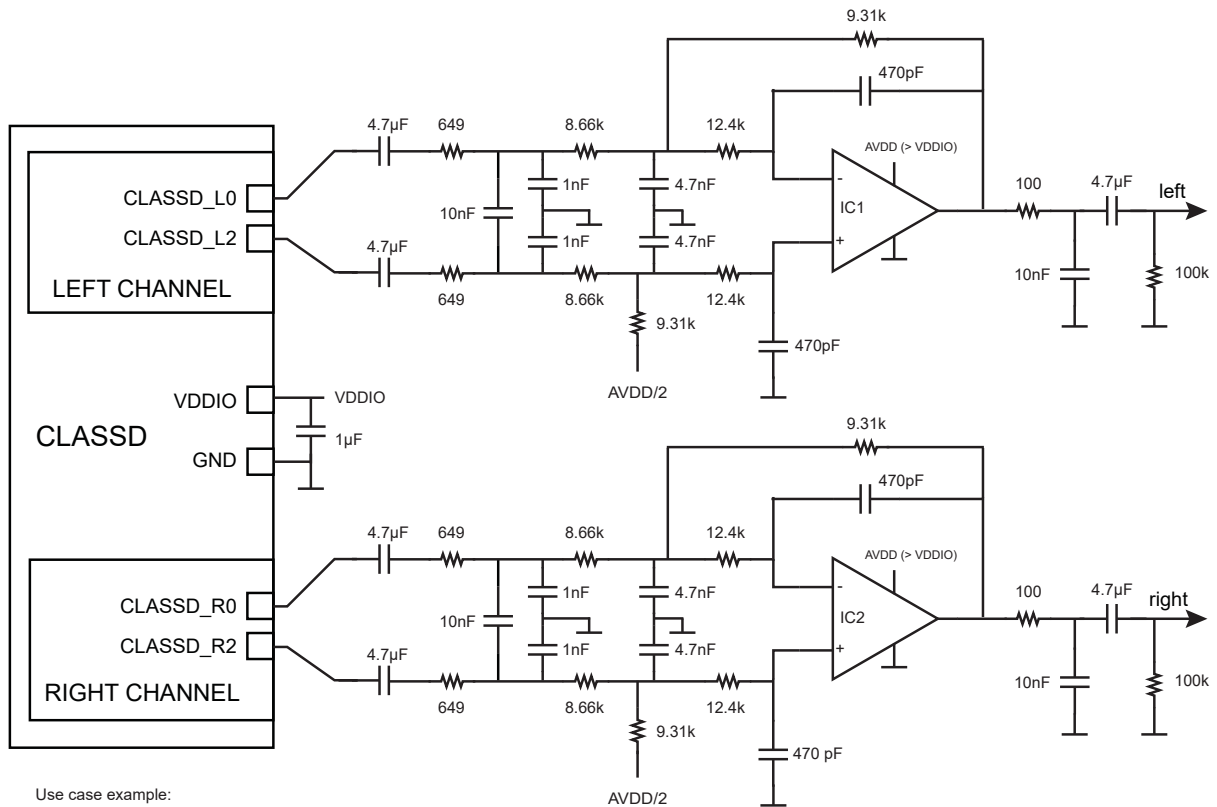 9.31k
470pF
4.7µF 649 8.66k 12.4k
AVDD (> VDDIO)
CLASSD_L0
1nF 4.7nF
-
IC1
100 4.7µF left
10nF
CLASSD_L2
4.7µF
1nF 4.7nF
+
LEFT CHANNEL
649 8.66k 12.4k
10nF 100k
9.31k
470pF
AVDD/2
VDDIO VDDIO
CLASSD
1µF
GND
9.31k
470pF
4.7µF 649 8.66k 12.4k
AVDD (> VDDIO)
CLASSD_R0
1nF 4.7nF
-
IC2
100 4.7µF right
10nF
CLASSD_R2
4.7µF
1nF 4.7nF
+
RIGHT CHANNEL
649 8.66k 12.4k
10nF 100k
9.31k
470 pF
AVDD/2
Use case example: